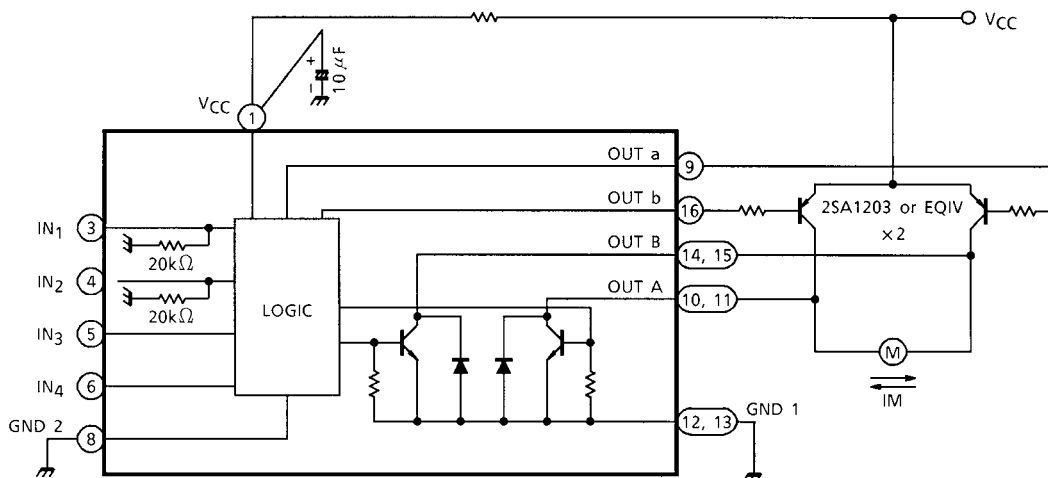 VCC
+
−
10 μF
VCC
1
OUT a
9
OUT b
16
2SA1203 or EQIV
×2
IN1
3
20kΩ
OUT B
14, 15
IN2
4
OUT A
10, 11
20kΩ
LOGIC
IN3
5
M
IM
IN4
6
GND 1
12, 13
GND 2
8